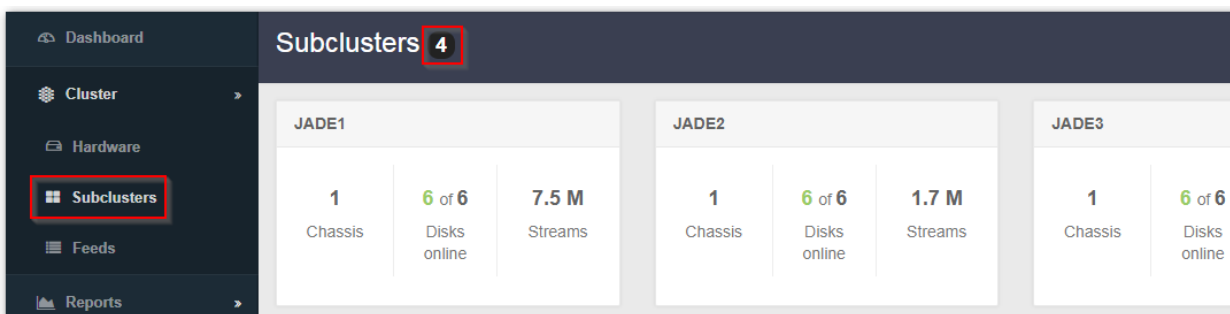 Dashboard
Cluster »
Hardware
Subclusters
Feeds
Reports »
Subclusters 4
JADE1
1
Chassis
6 of 6
Disks
online
7.5 M
Streams
JADE2
1
Chassis
6 of 6
Disks
online
1.7 M
Streams
JADE3
1
Chassis
6 of 6
Disks
online